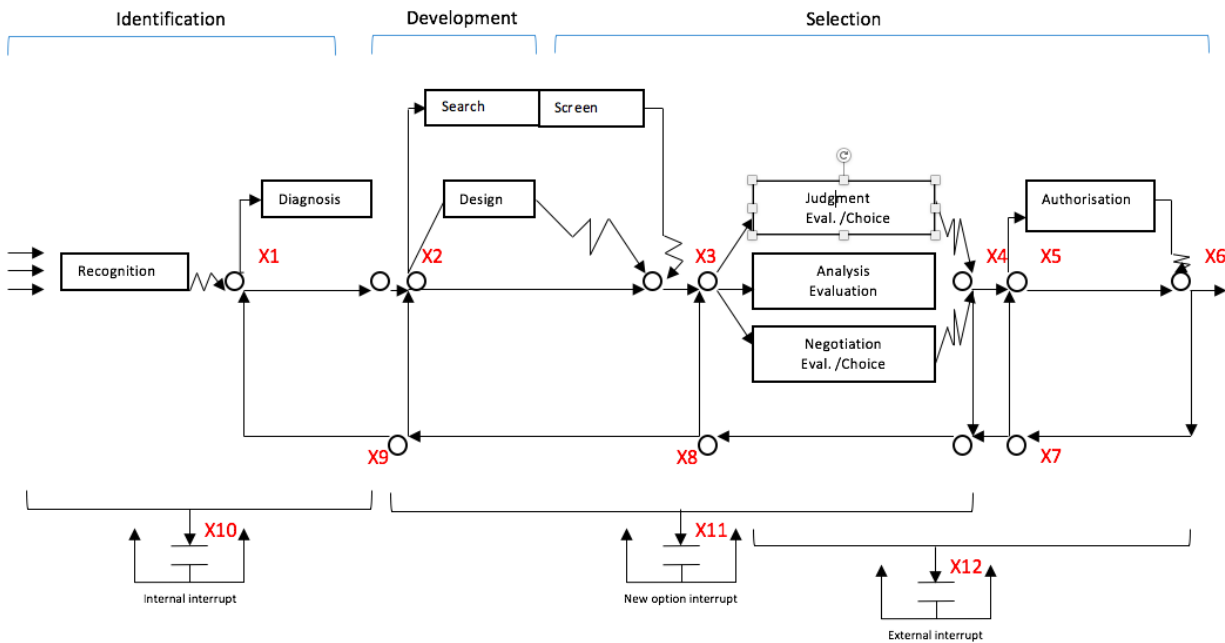 Identification
Development
Selection
Search
Screen
Diagnosis
Design
Judgment
Eval. /Choice
Authorisation
X1
X2
X3
X4
X5
X6
Recognition
Analysis
Evaluation
Negotiation
Eval. /Choice
X9
X8
X7
X10
X11
X12
Internal interrupt
New option interrupt
External interrupt